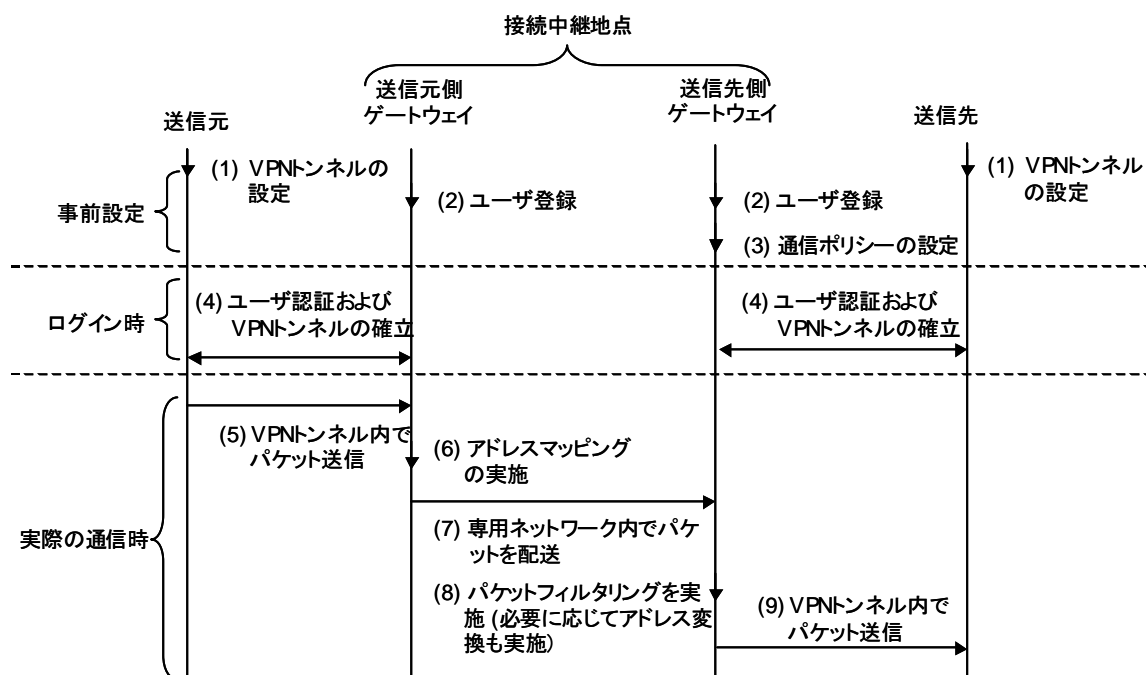 接続中継地点
送信元
送信元側
ゲートウェイ
送信先側
ゲートウェイ
送信先
事前設定
(1) VPNトンネルの
設定
(2) ユーザ登録
(2) ユーザ登録
(3) 通信ポリシーの設定
(1) VPNトンネル
の設定
ログイン時
(4) ユーザ認証および
VPNトンネルの確立
(4) ユーザ認証および
VPNトンネルの確立
実際の通信時
(5) VPNトンネル内で
パケット送信
(6) アドレスマッピング
の実施
(7) 専用ネットワーク内でパケ
ットを配送
(8) パケットフィルタリングを実
施 (必要に応じてアドレス変
換も実施)
(9) VPNトンネル内で
パケット送信